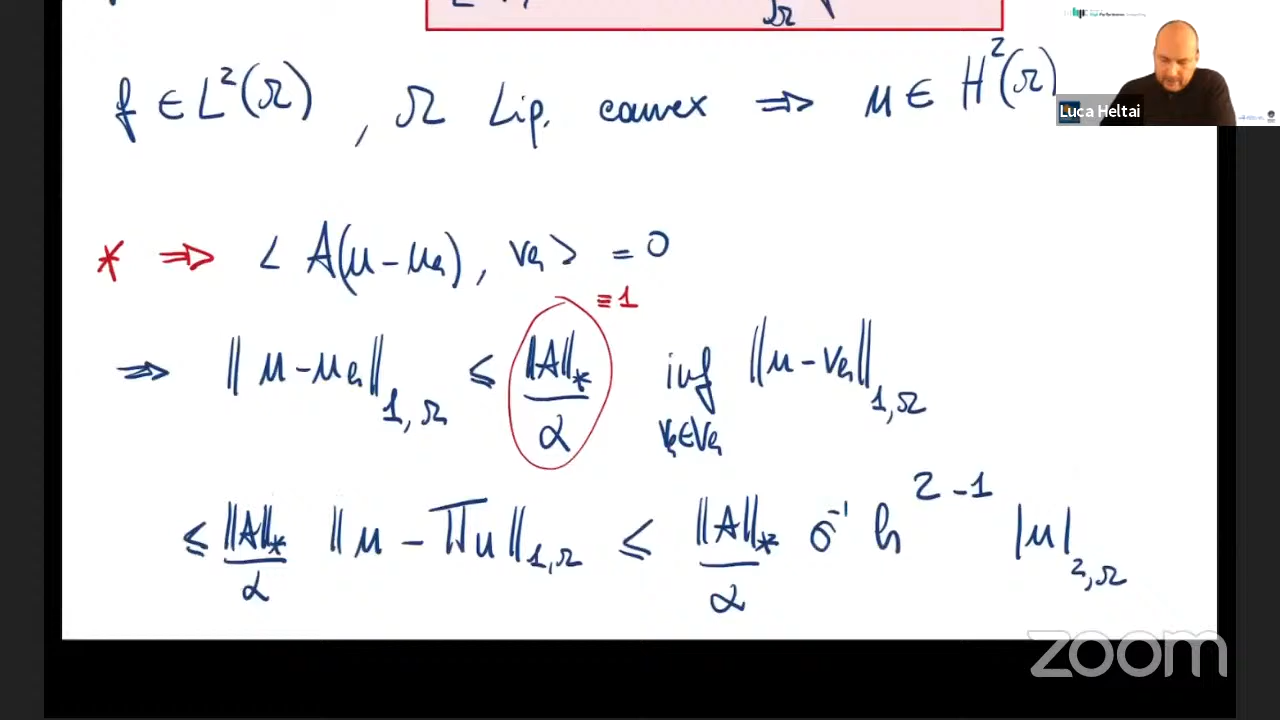 f ∈ L²(Ω), Ω Lip. convex ⇒ u ∈ H²(Ω)
Luca Heltai
* ⇒ < A(u-u_h), v_h > = 0
≡1
⇒ ||u-u_h||_{1,Ω} ≤ ||A||_* / α inf_{v_h∈V_h} ||u-v_h||_{1,Ω}
≤ ||A||_* / α ||u - Πu||_{1,Ω} ≤ ||A||_* / α σ^{-1} h^{2-1} |u|_{2,Ω}
zoom